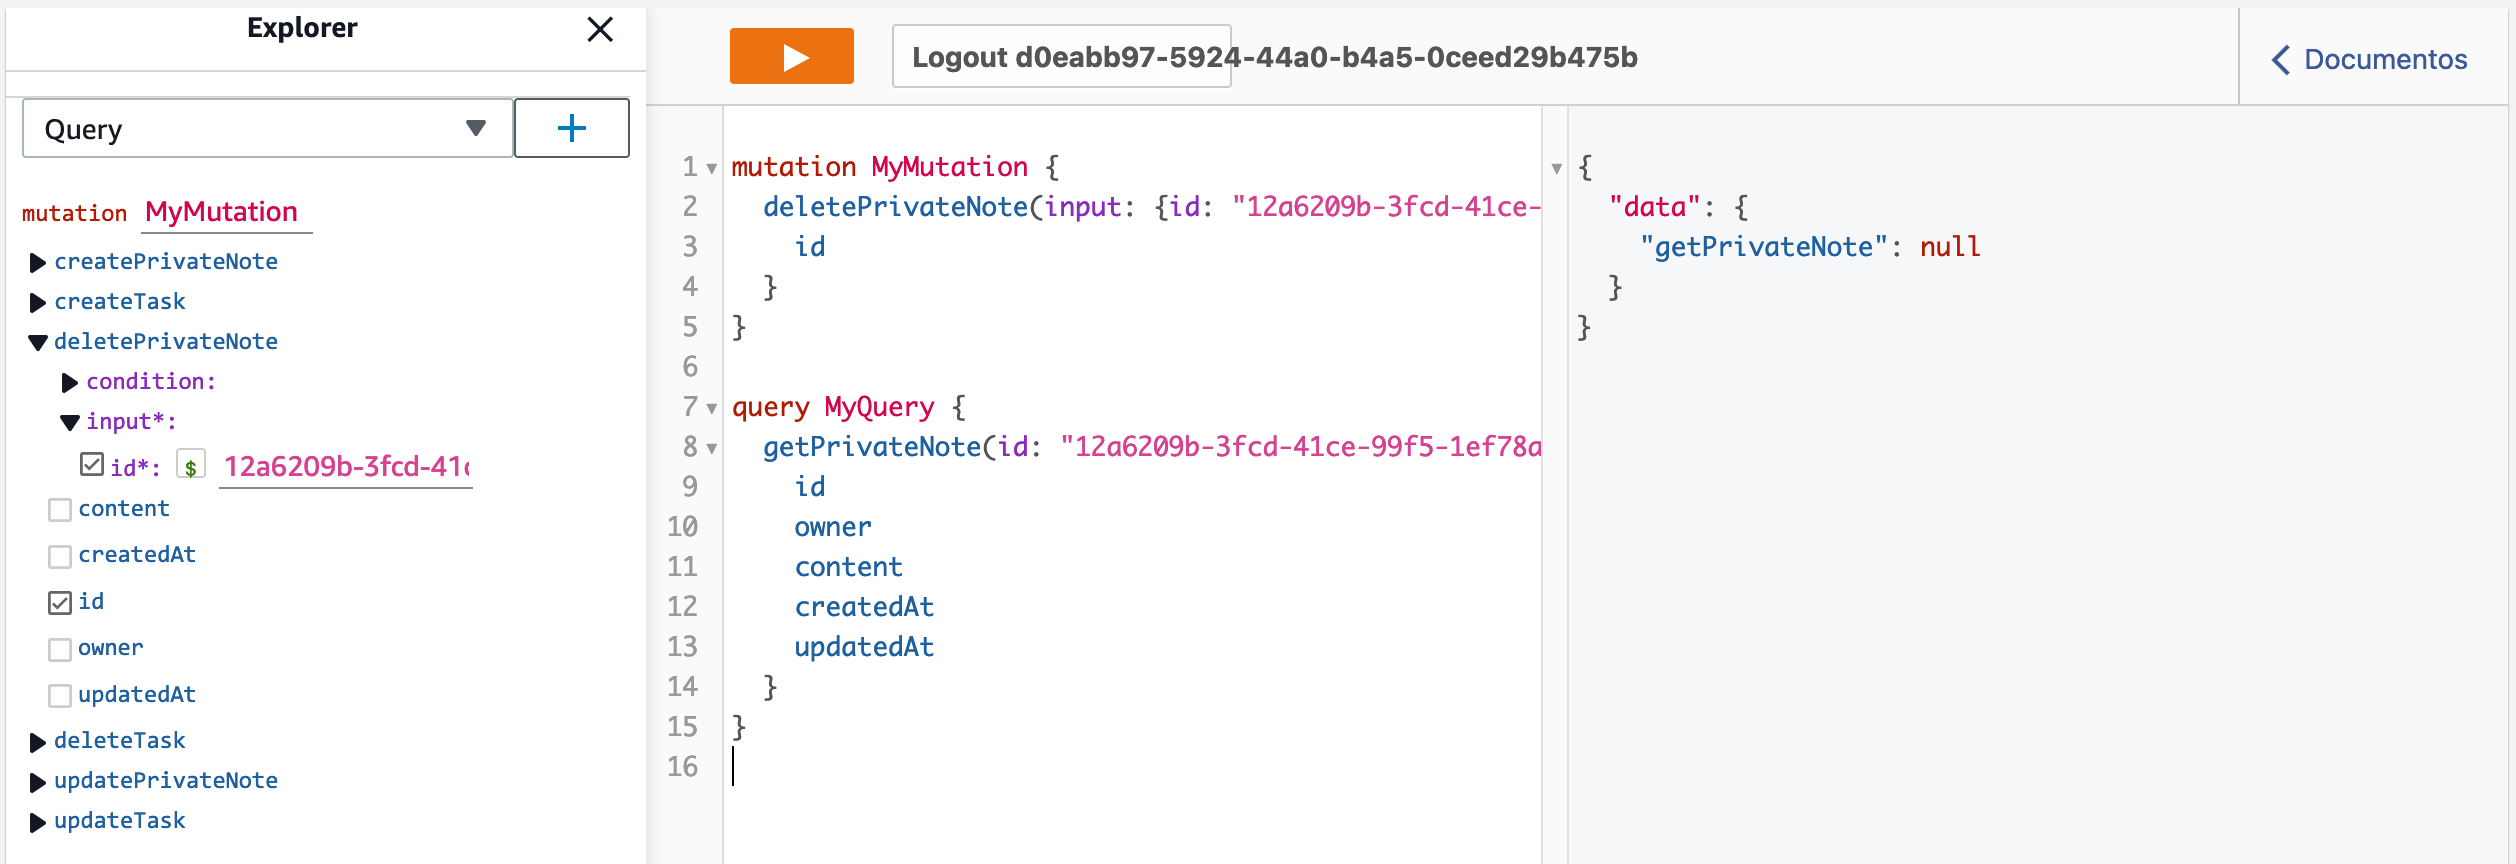 Explorer
Query
mutation MyMutation
createPrivateNote
createTask
deletePrivateNote
condition:
input*:
id*: $ 12a6209b-3fcd-41
content
createdAt
id
owner
updatedAt
deleteTask
updatePrivateNote
updateTask
Logout d0eabb97-5924-44a0-b4a5-0ceed29b475b
Documentos
1 mutation MyMutation {
2 deletePrivateNote(input: {id: "12a6209b-3fcd-41ce-
3 id
4 }
5 }
6
7 query MyQuery {
8 getPrivateNote(id: "12a6209b-3fcd-41ce-99f5-1ef78a
9 id
10 owner
11 content
12 createdAt
13 updatedAt
14 }
15 }
16
{
"data": {
"getPrivateNote": null
}
}